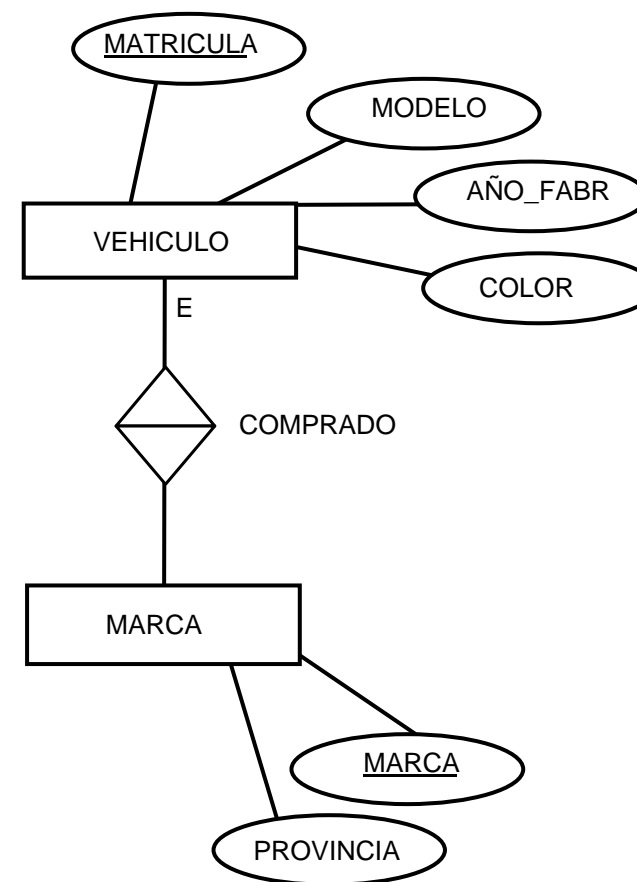 MATRICULA
MODELO
AÑO_FABR
VEHICULO
COLOR
E
COMPRADO
MARCA
MARCA
PROVINCIA